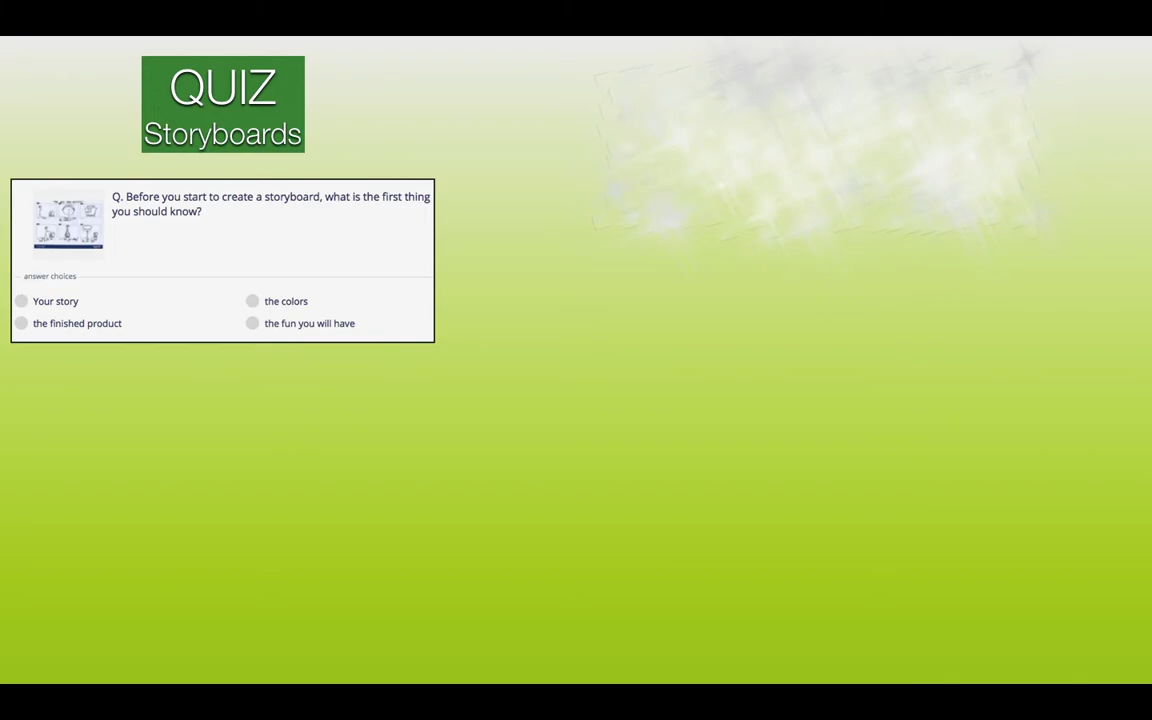 QUIZ
Storyboards
Q. Before you start to create a storyboard, what is the first thing
you should know?
answer choices
Your story
the colors
the finished product
the fun you will have